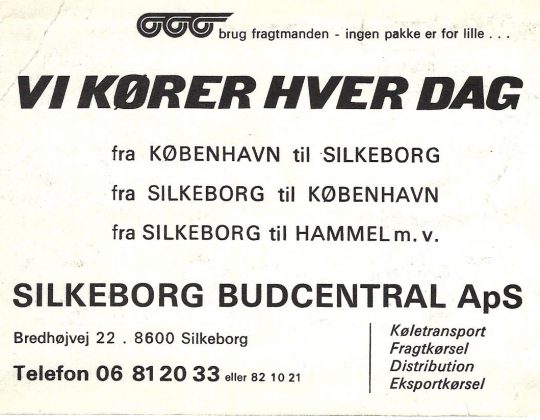 brug fragtmanden - ingen pakke er for lille . . .
VI KØRER HVER DAG
fra KØBENHAVN til SILKEBORG
fra SILKEBORG til KØBENHAVN
fra SILKEBORG til HAMMEL m. v.
SILKEBORG BUDCENTRAL ApS
Bredhøjvej 22 . 8600 Silkeborg
Telefon 06 81 20 33 eller 82 10 21
Køletransport
Fragtkørsel
Distribution
Eksportkørsel